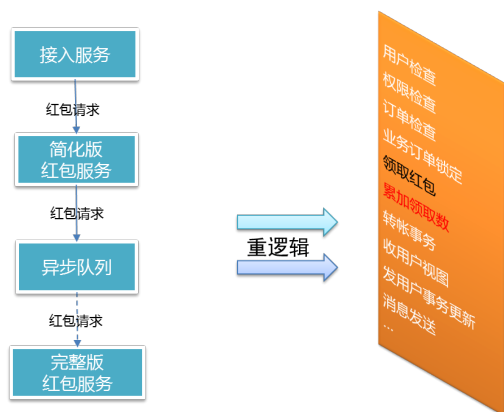 接入服务
红包请求
简化版
红包服务
红包请求
异步队列
红包请求
完整版
红包服务
重逻辑
用户检查
权限检查
订单检查
业务订单锁定
领取红包
累加领取数
转帐事务
收用户视图
发用户事务更新
消息发送
...